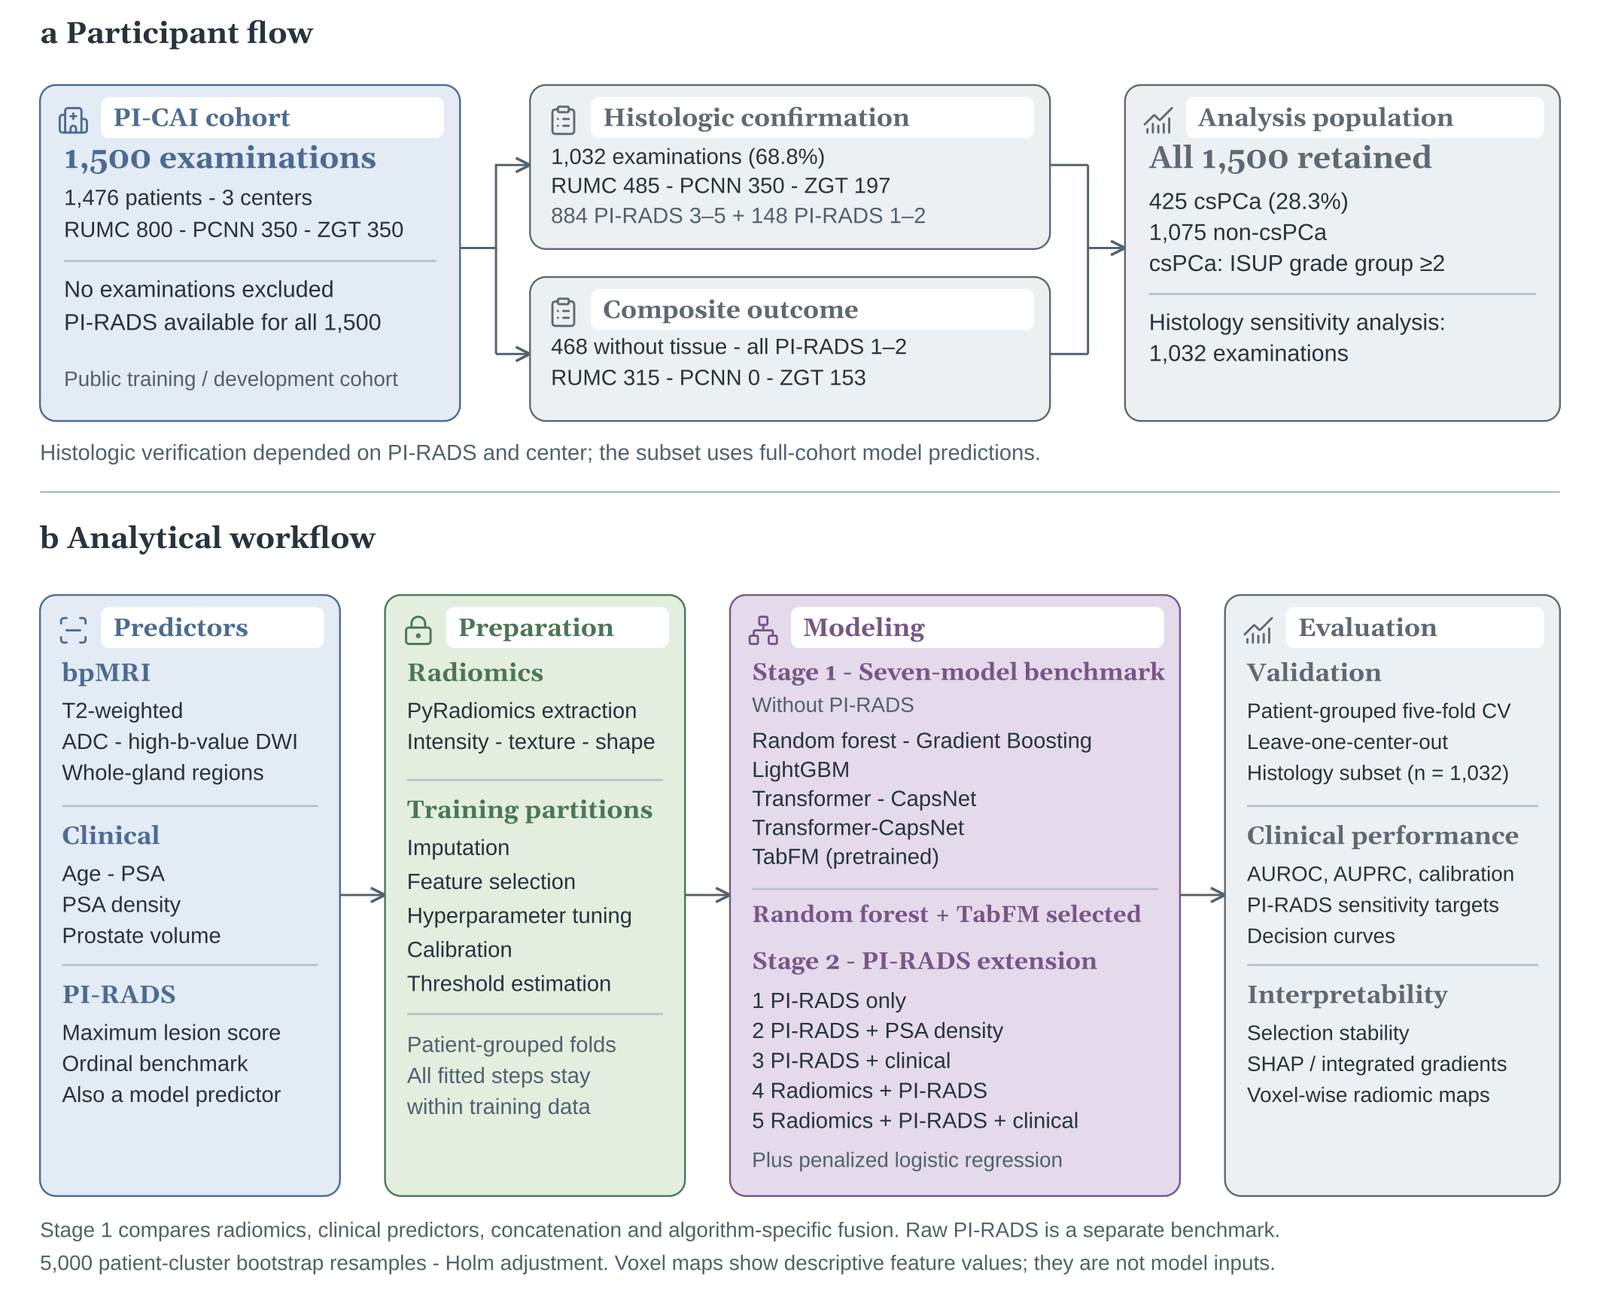 a Participant flow
PI-CAI cohort
1,500 examinations
1,476 patients - 3 centers
RUMC 800 - PCNN 350 - ZGT 350
No examinations excluded
PI-RADS available for all 1,500
Public training / development cohort
Histologic confirmation
1,032 examinations (68.8%)
RUMC 485 - PCNN 350 - ZGT 197
884 PI-RADS 3–5 + 148 PI-RADS 1–2
Composite outcome
468 without tissue - all PI-RADS 1–2
RUMC 315 - PCNN 0 - ZGT 153
Analysis population
All 1,500 retained
425 csPCa (28.3%)
1,075 non-csPCa
csPCa: ISUP grade group ≥2
Histology sensitivity analysis:
1,032 examinations
Histologic verification depended on PI-RADS and center; the subset uses full-cohort model predictions.
b Analytical workflow
Predictors
bpMRI
T2-weighted
ADC - high-b-value DWI
Whole-gland regions
Clinical
Age - PSA
PSA density
Prostate volume
PI-RADS
Maximum lesion score
Ordinal benchmark
Also a model predictor
Preparation
Radiomics
PyRadiomics extraction
Intensity - texture - shape
Training partitions
Imputation
Feature selection
Hyperparameter tuning
Calibration
Threshold estimation
Patient-grouped folds
All fitted steps stay
within training data
Modeling
Stage 1 - Seven-model benchmark
Without PI-RADS
Random forest - Gradient Boosting
LightGBM
Transformer - CapsNet
Transformer-CapsNet
TabFM (pretrained)
Random forest + TabFM selected
Stage 2 - PI-RADS extension
1 PI-RADS only
2 PI-RADS + PSA density
3 PI-RADS + clinical
4 Radiomics + PI-RADS
5 Radiomics + PI-RADS + clinical
Plus penalized logistic regression
Evaluation
Validation
Patient-grouped five-fold CV
Leave-one-center-out
Histology subset (n = 1,032)
Clinical performance
AUROC, AUPRC, calibration
PI-RADS sensitivity targets
Decision curves
Interpretability
Selection stability
SHAP / integrated gradients
Voxel-wise radiomic maps
Stage 1 compares radiomics, clinical predictors, concatenation and algorithm-specific fusion. Raw PI-RADS is a separate benchmark.
5,000 patient-cluster bootstrap resamples - Holm adjustment. Voxel maps show descriptive feature values; they are not model inputs.